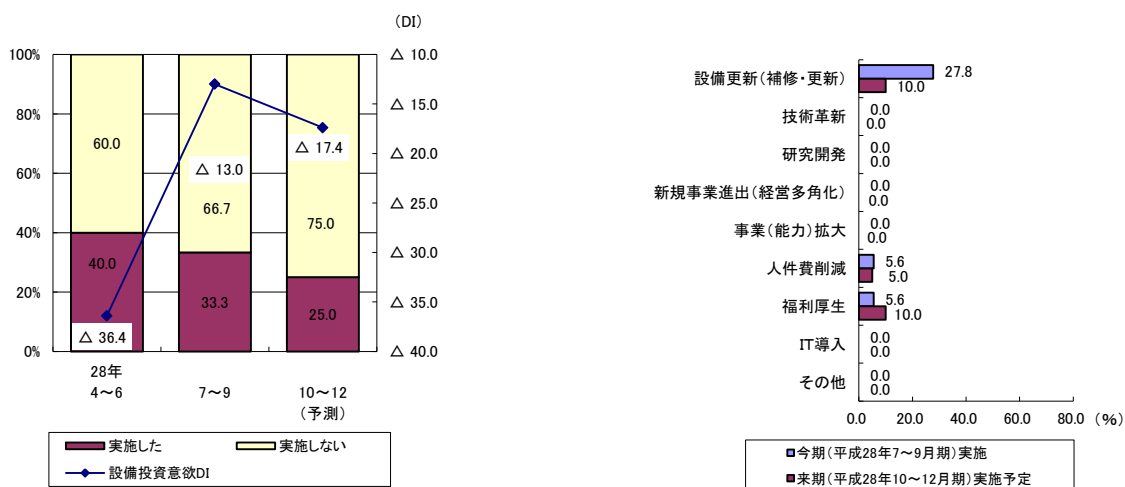 (DI)
100%
80%
60%
40%
20%
0%
60.0
40.0
△ 36.4
△ 13.0
66.7
33.3
△ 17.4
75.0
25.0
△ 10.0
△ 15.0
△ 20.0
△ 25.0
△ 30.0
△ 35.0
△ 40.0
28年
4～6
7～9
10～12
(予測)
実施した
実施しない
設備投資意欲DI
設備更新(補修・更新)
27.8
10.0
技術革新
0.0
0.0
研究開発
0.0
0.0
新規事業進出(経営多角化)
0.0
0.0
事業(能力)拡大
0.0
0.0
人件費削減
5.6
5.0
福利厚生
5.6
10.0
IT導入
0.0
0.0
その他
0.0
0.0
0.0 20.0 40.0 60.0 80.0 (%)
今期(平成28年7～9月期)実施
来期(平成28年10～12月期)実施予定